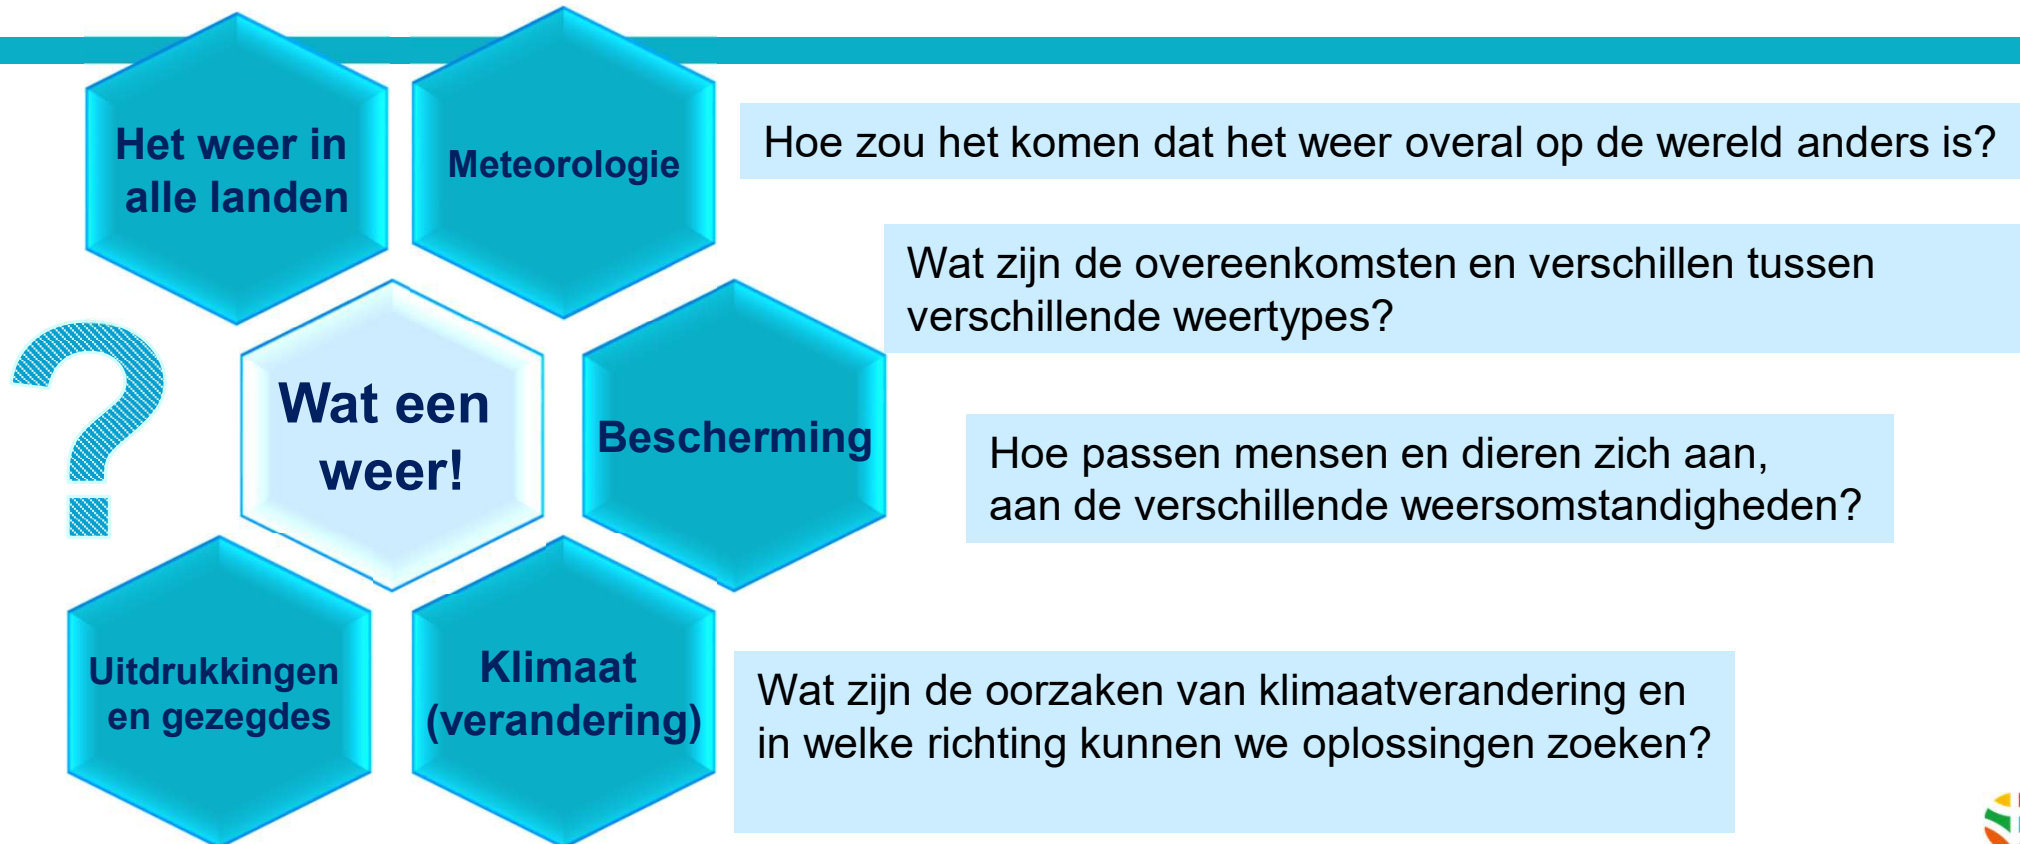 Het weer in
alle landen
Meteorologie
Hoe zou het komen dat het weer overal op de wereld anders is?
Wat zijn de overeenkomsten en verschillen tussen
verschillende weertypes?
?
Wat een
weer!
Bescherming
Hoe passen mensen en dieren zich aan,
aan de verschillende weersomstandigheden?
Uitdrukkingen
en gezegdes
Klimaat
(verandering)
Wat zijn de oorzaken van klimaatverandering en
in welke richting kunnen we oplossingen zoeken?